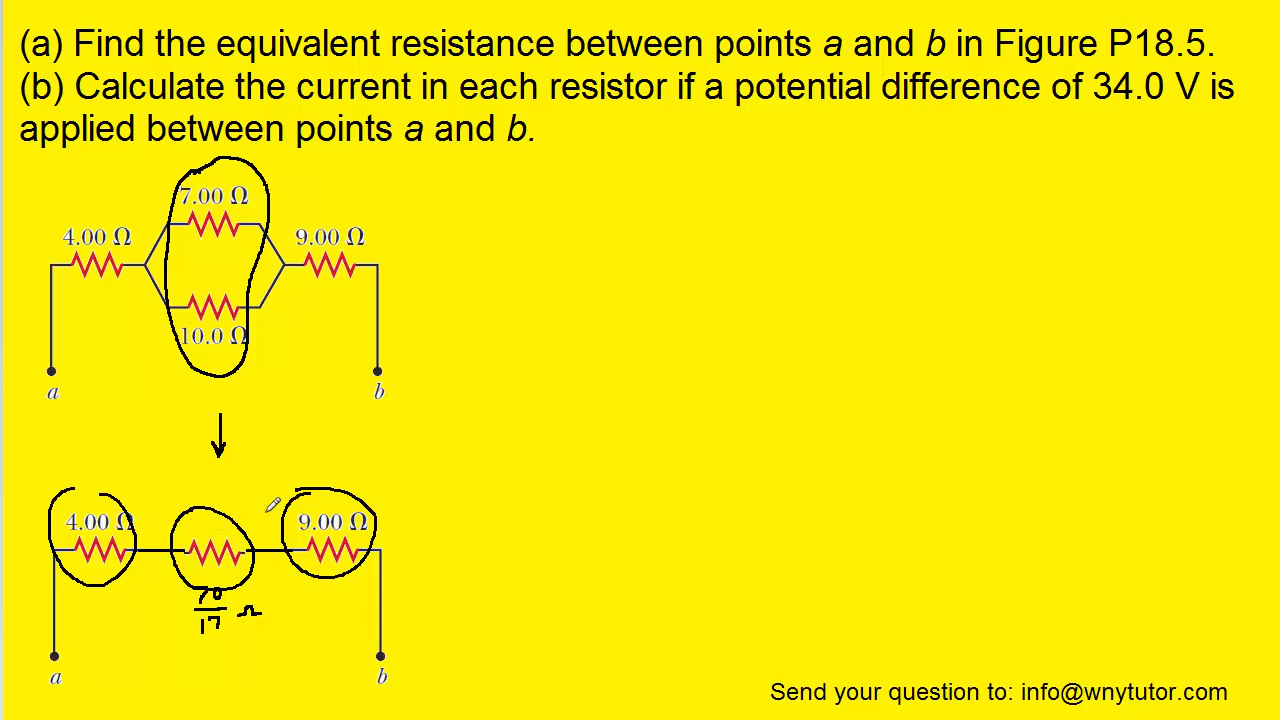 (a) Find the equivalent resistance between points a and b in Figure P18.5.
(b) Calculate the current in each resistor if a potential difference of 34.0 V is
applied between points a and b.
7.00 Ω
4.00 Ω
9.00 Ω
10.0 Ω
a
b
4.00 Ω
9.00 Ω
70
17 Ω
a
b
Send your question to: info@wnytutor.com